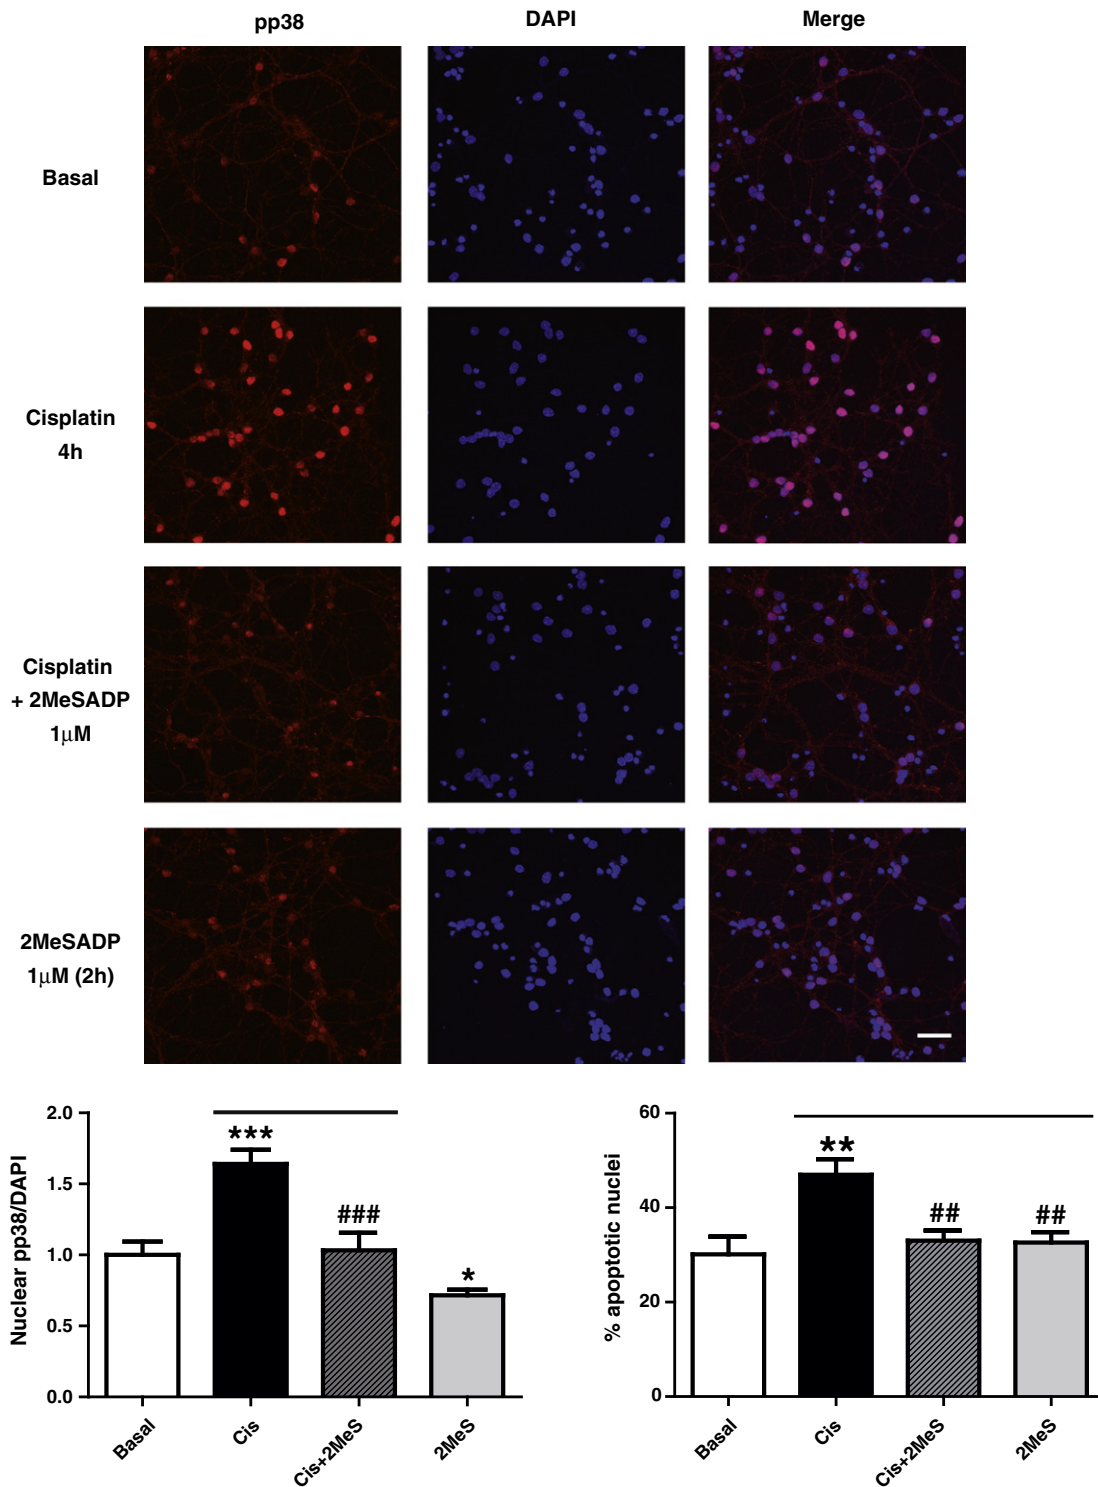 pp38 DAPI Merge
Basal
Cisplatin
4h
Cisplatin
+ 2MeSADP
1μM
2MeSADP
1μM (2h)
Nuclear pp38/DAPI
2.0
1.5
1.0
0.5
0.0
***
###
*
Basal Cis Cis+2MeS 2MeS
% apoptotic nuclei
60
40
20
0
**
##
##
Basal Cis Cis+2MeS 2MeS